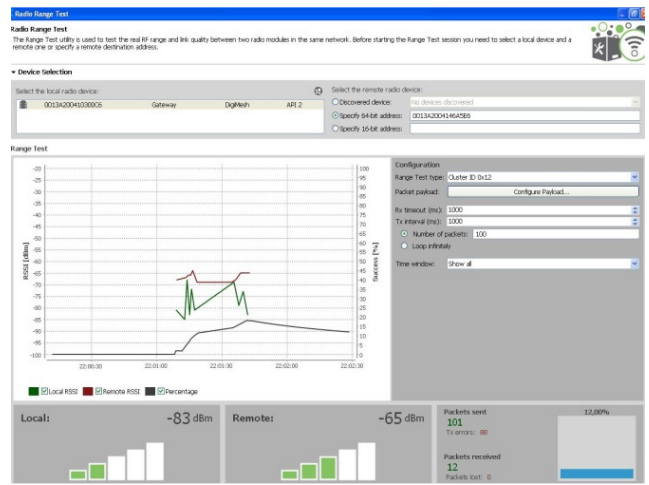 Radio Range Test
Radio Range Test
The Range Test utility is used to test the real RF range and link quality between two radio modules in the same network. Before starting the Range Test session you need to select a local device and a
remote one or specify a remote destination address.
Device Selection
Select the local radio device:
Select the remote radio device:
Gateway DigiMesh API 2
Discovered device: No devices discovered
Specify 64-bit address: 0013A2004146A5E6
Specify 16-bit address:
Range Test
RSSI [dBm]
-20
-25
-30
-35
-40
-45
-50
-55
-60
-65
-70
-75
-80
-85
-90
-95
-100
100
95
90
85
80
75
70
65
60
55
50
45
40
35
30
25
20
15
10
5
0
Success [%]
22:00:30 22:01:00 22:01:30 22:02:00 22:02:30
Local RSSI Remote RSSI Percentage
Configuration
Range Test type: Cluster ID 0x12
Packet payload: Configure Payload...
Rx timeout (ms): 1000
Tx interval (ms): 1000
Number of packets: 100
Loop infinitely
Time window: Show all
Local: -83 dBm
Remote: -65 dBm
Packets sent
101
Tx errors: 88
Packets received
12
Packets lost: 0
12,00%